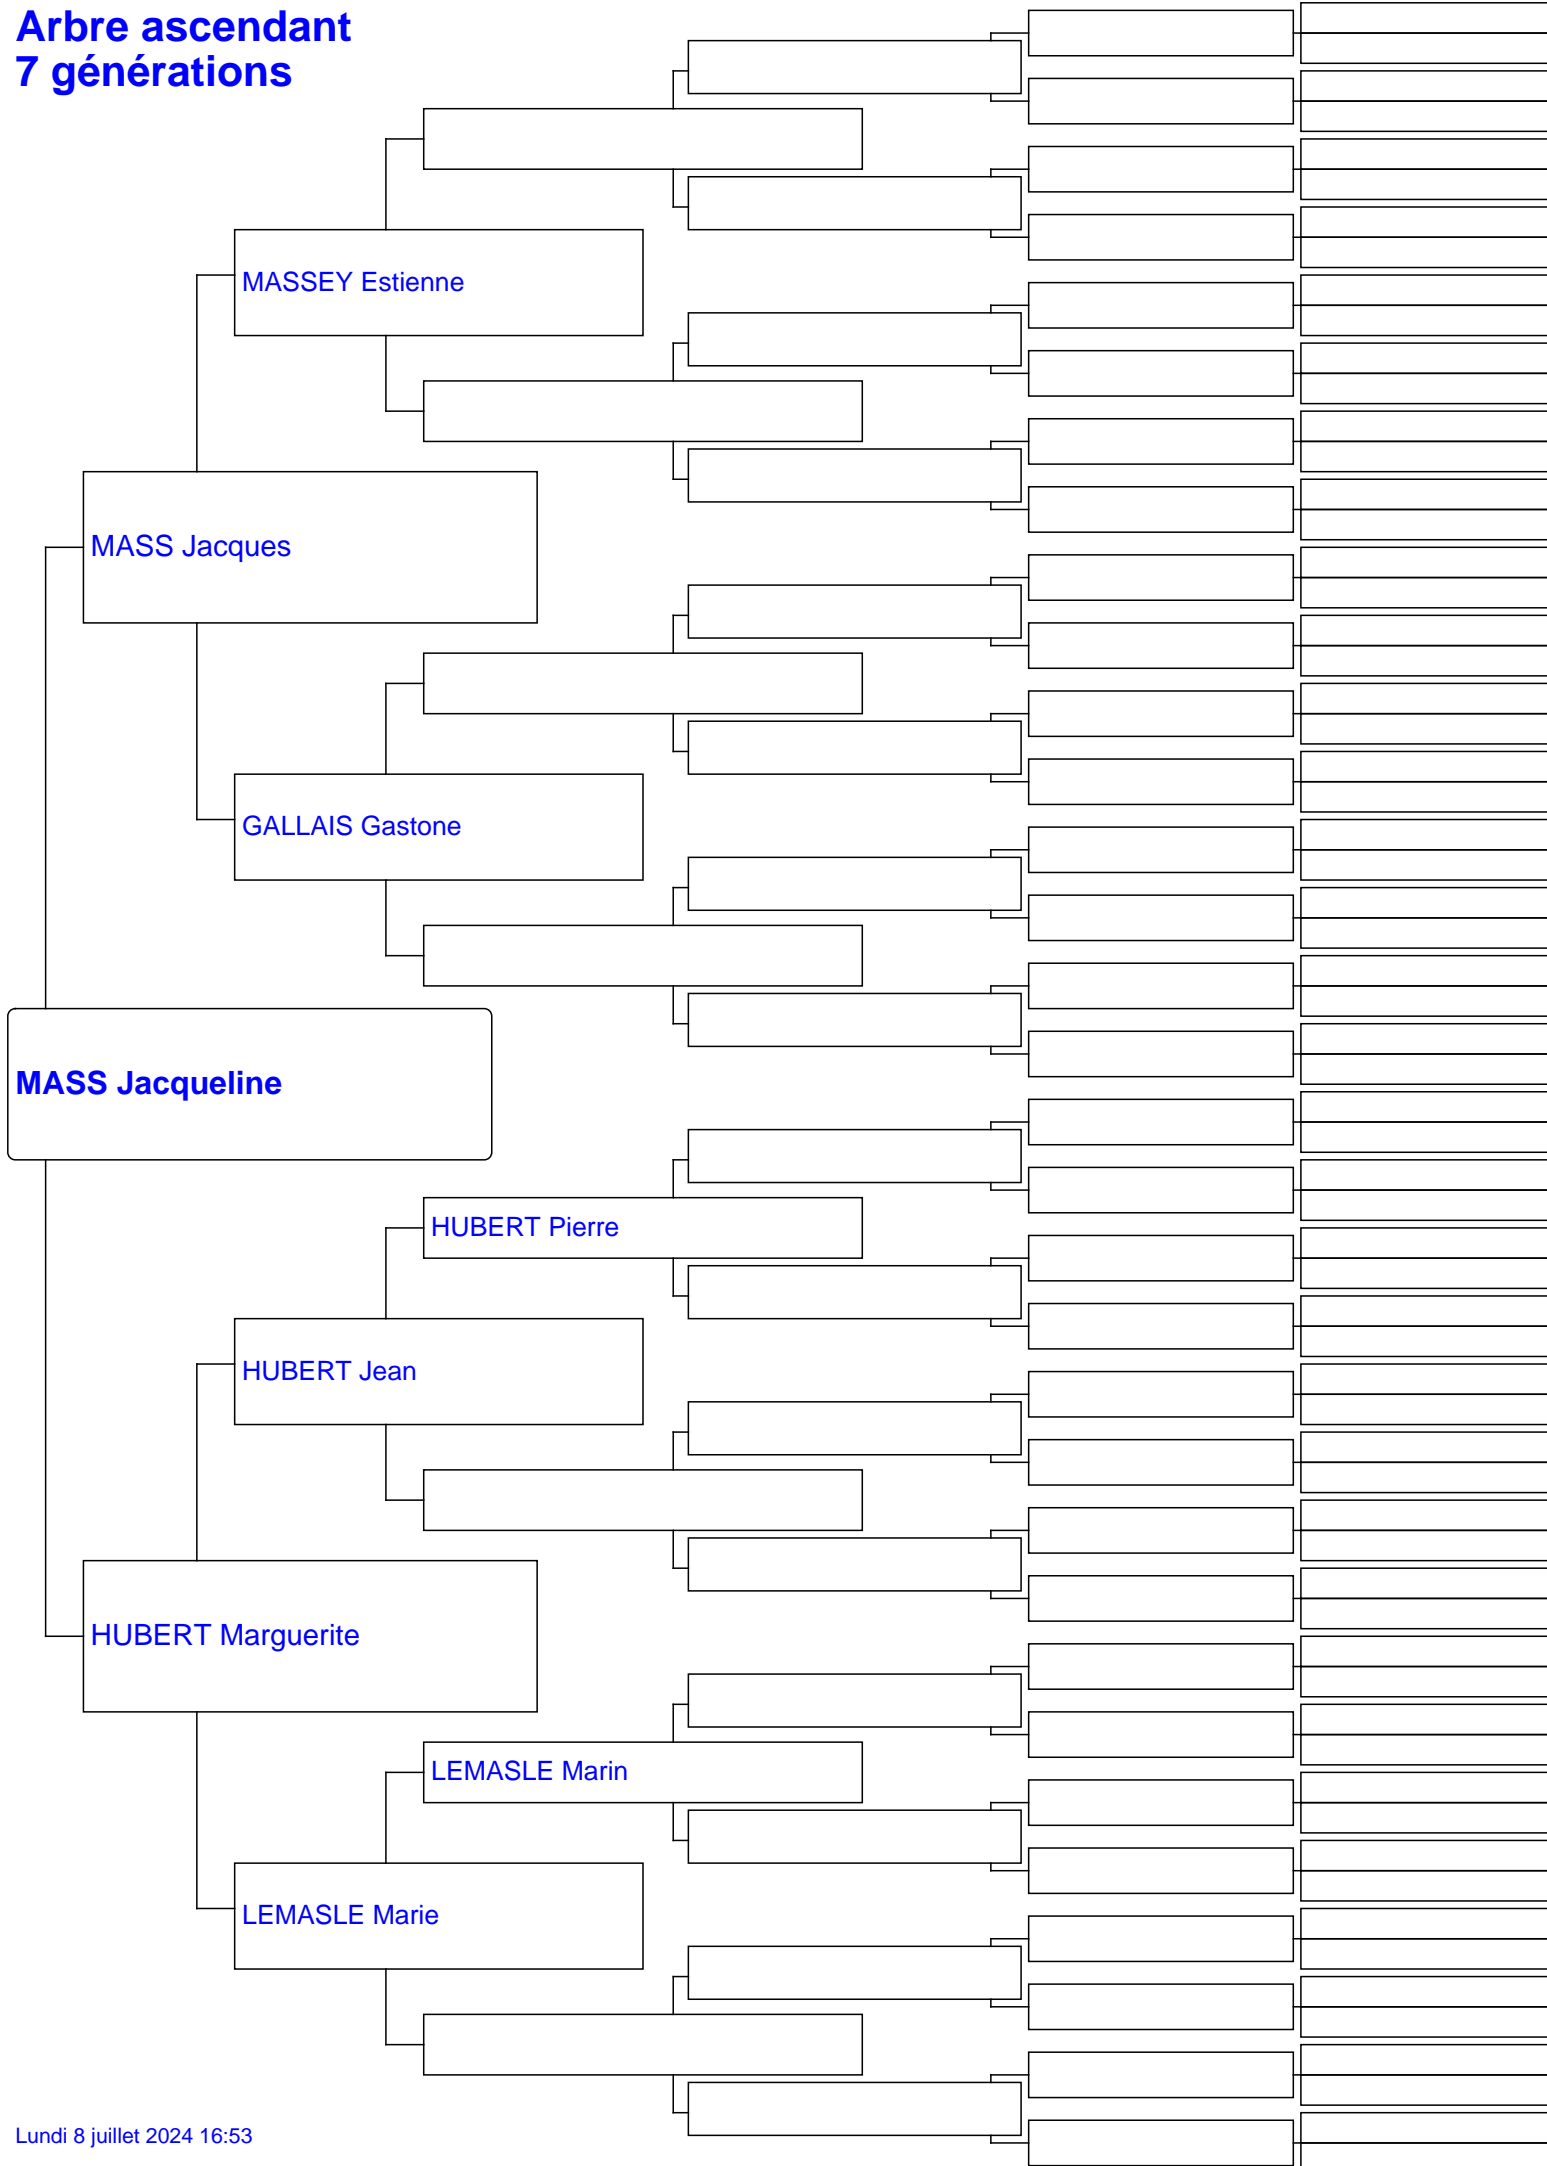 Arbre ascendant
7 générations
MASSEY Estienne
MASS Jacques
GALLAIS Gastone
MASS Jacqueline
HUBERT Pierre
HUBERT Jean
HUBERT Marguerite
LEMASLE Marin
LEMASLE Marie
Lundi 8 juillet 2024 16:53